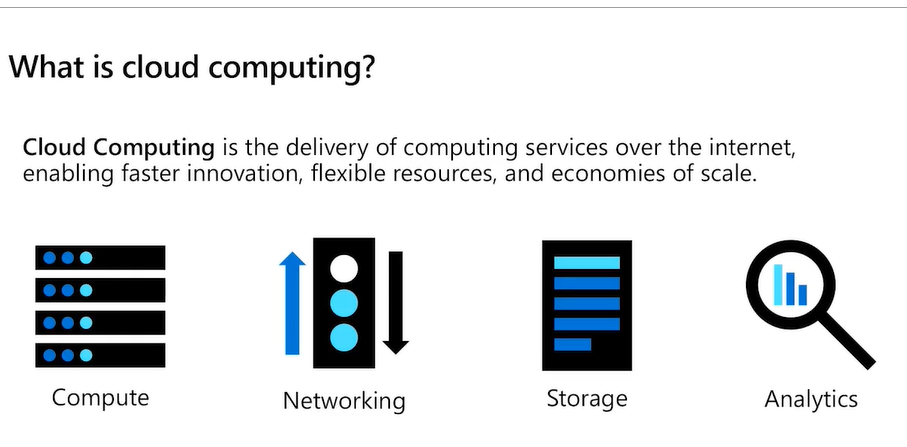 What is cloud computing?
Cloud Computing is the delivery of computing services over the internet,
enabling faster innovation, flexible resources, and economies of scale.
Compute
Networking
Storage
Analytics